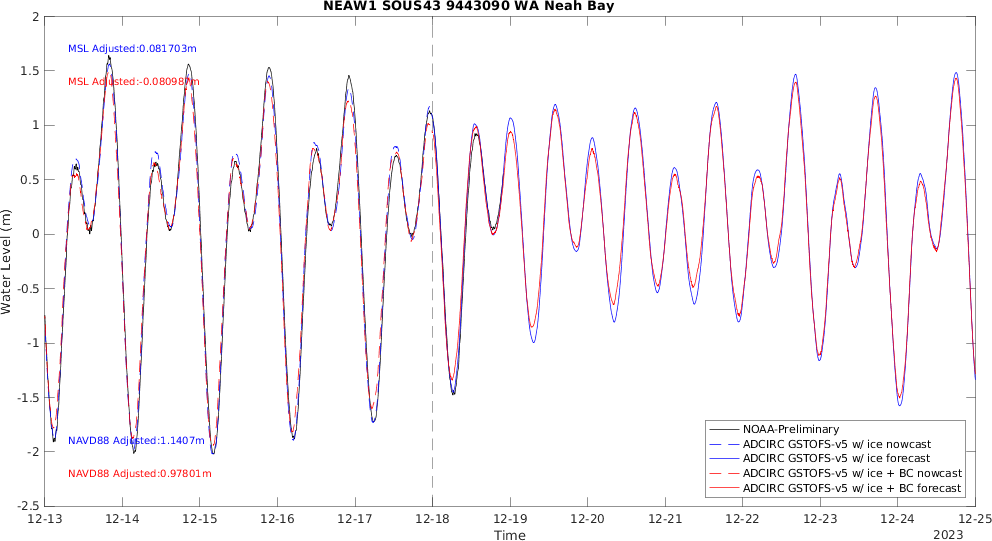 NEAW1 SOUS43 9443090 WA Neah Bay
Water Level (m)
2
1.5
1
0.5
0
-0.5
-1
-1.5
-2
-2.5
MSL Adjusted:0.081703m
MSL Adjusted:-0.080987m
NAVD88 Adjusted:1.1407m
NAVD88 Adjusted:0.97801m
NOAA-Preliminary
ADCIRC GSTOFS-v5 w/ ice nowcast
ADCIRC GSTOFS-v5 w/ ice forecast
ADCIRC GSTOFS-v5 w/ ice + BC nowcast
ADCIRC GSTOFS-v5 w/ ice + BC forecast
12-13 12-14 12-15 12-16 12-17 12-18 12-19 12-20 12-21 12-22 12-23 12-24 12-25
Time
2023